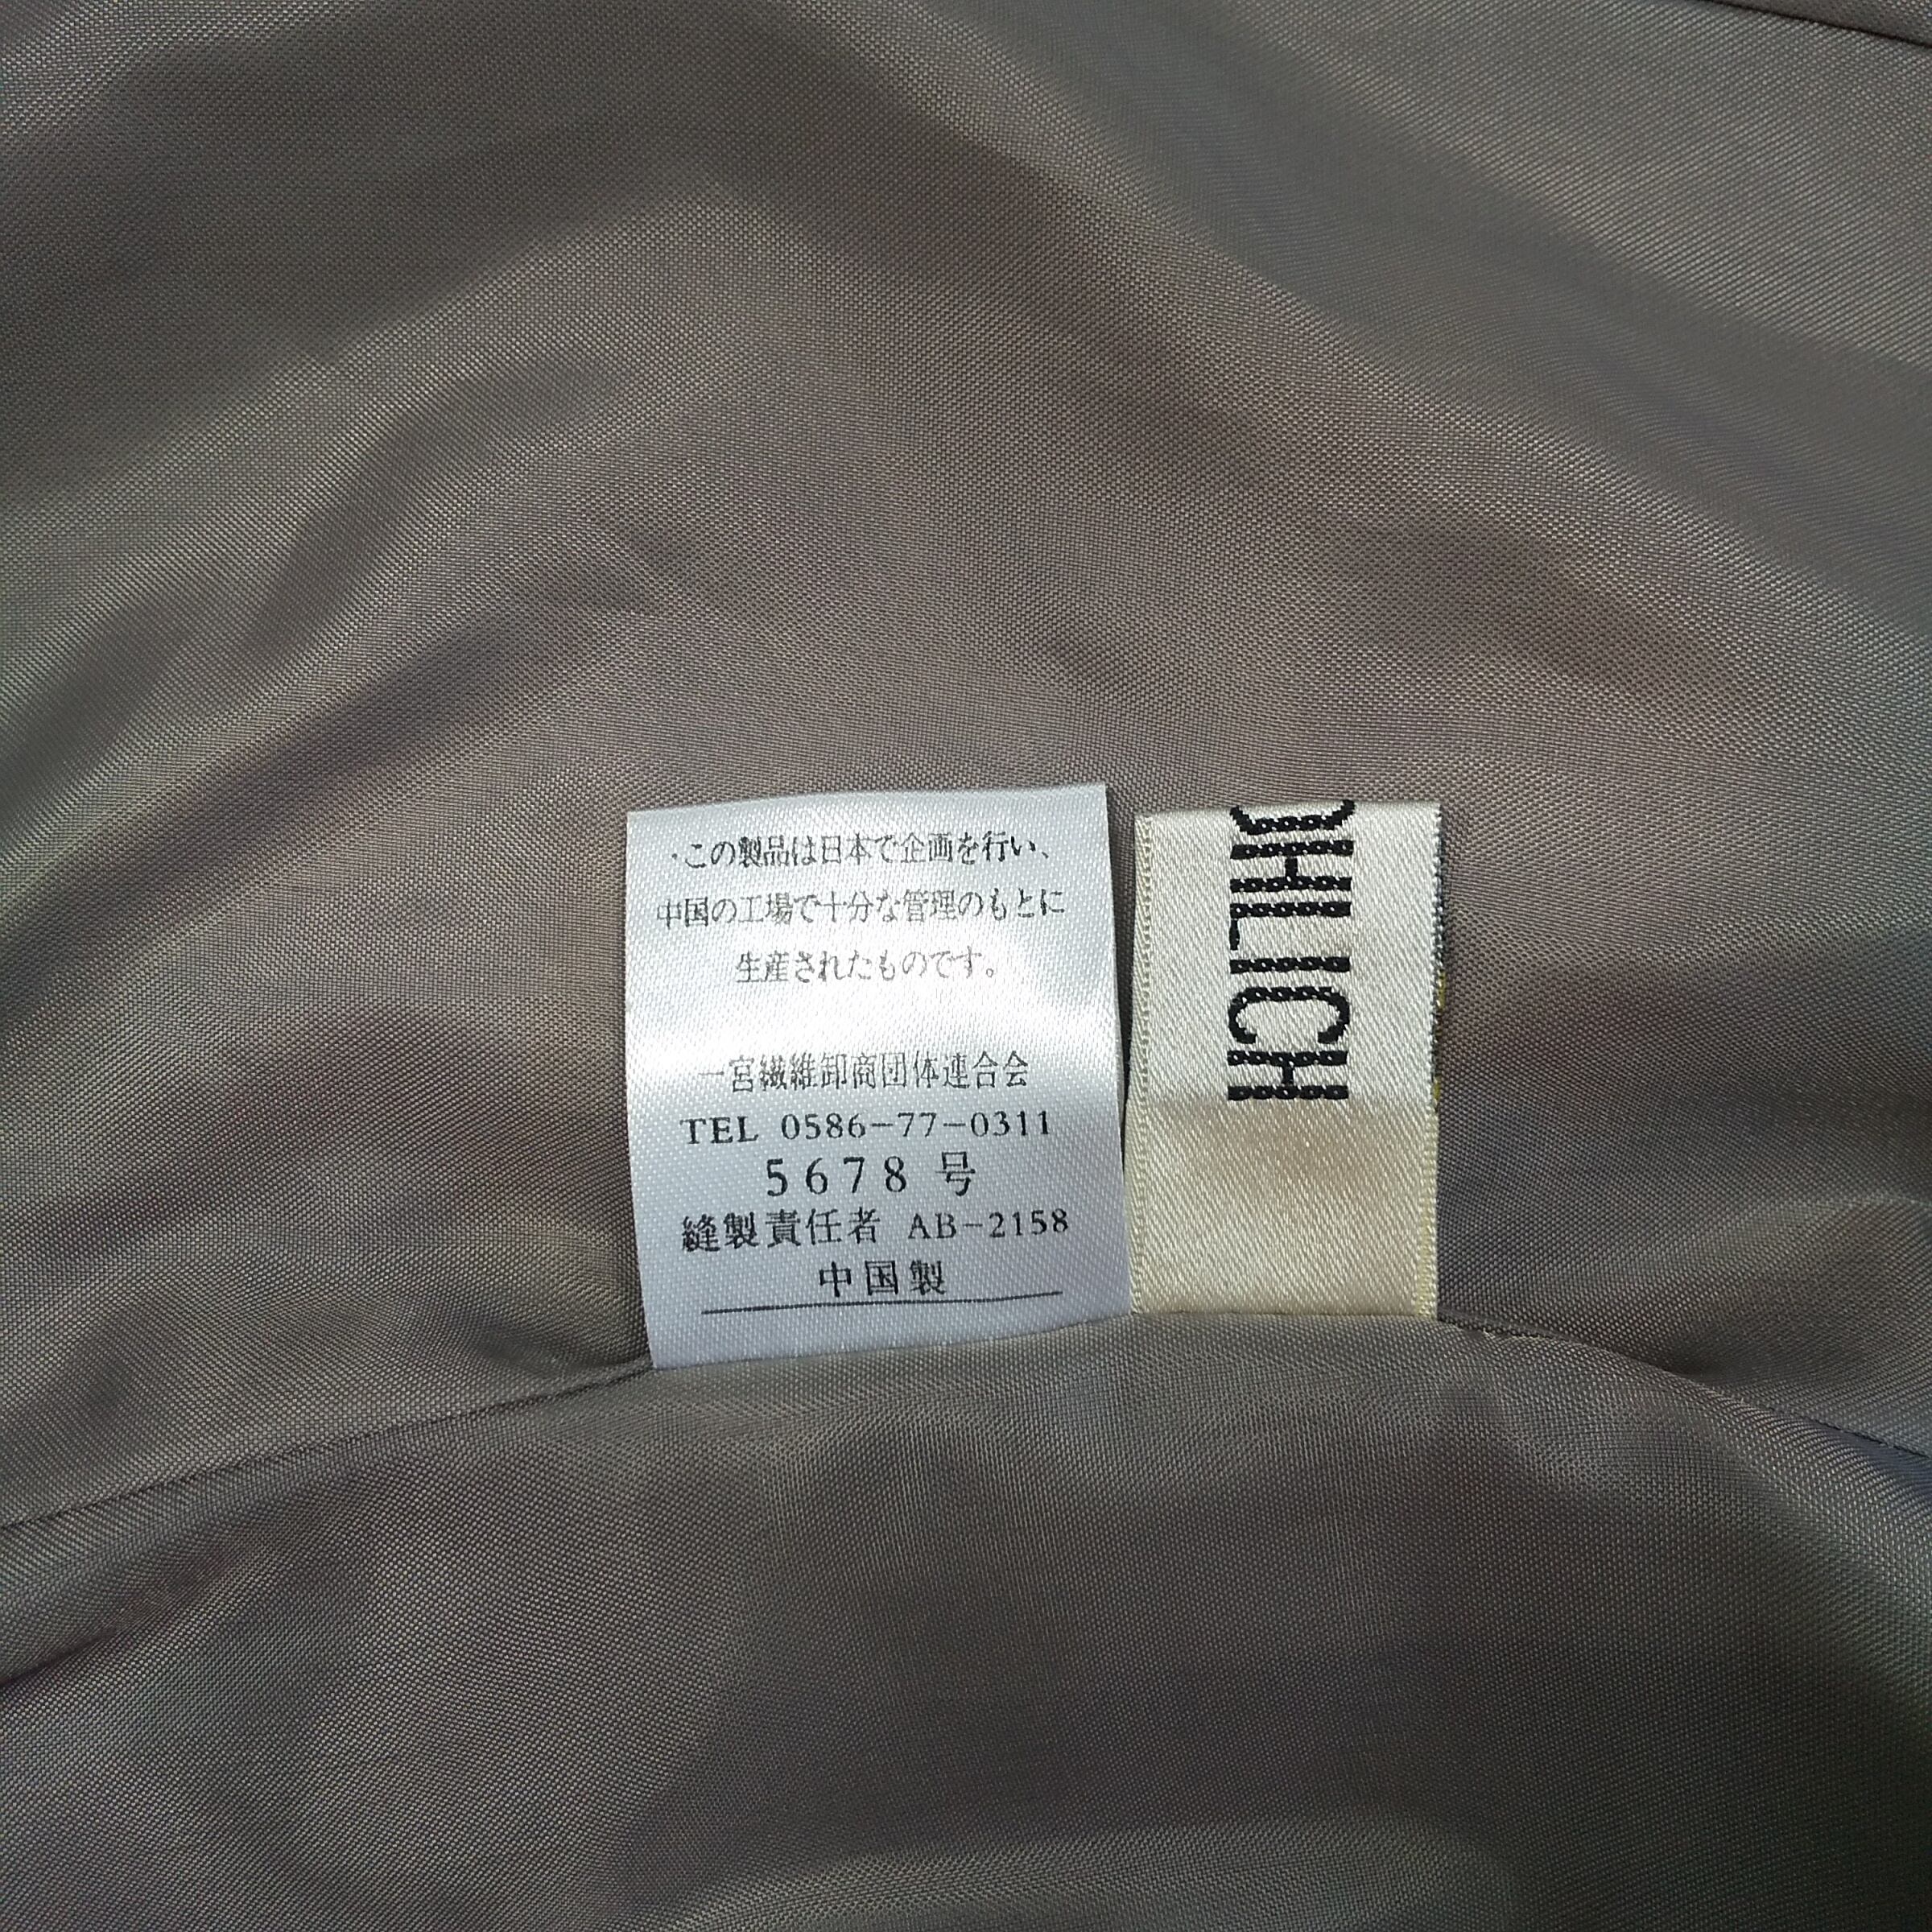 ・この製品は日本で企画を行い、
中国の工場で十分な管理のもとに
生産されたものです。
一宮繊維卸商団体連合会
TEL 0586-77-0311
5678 号
縫製責任者 AB-2158
中国製
HLICH